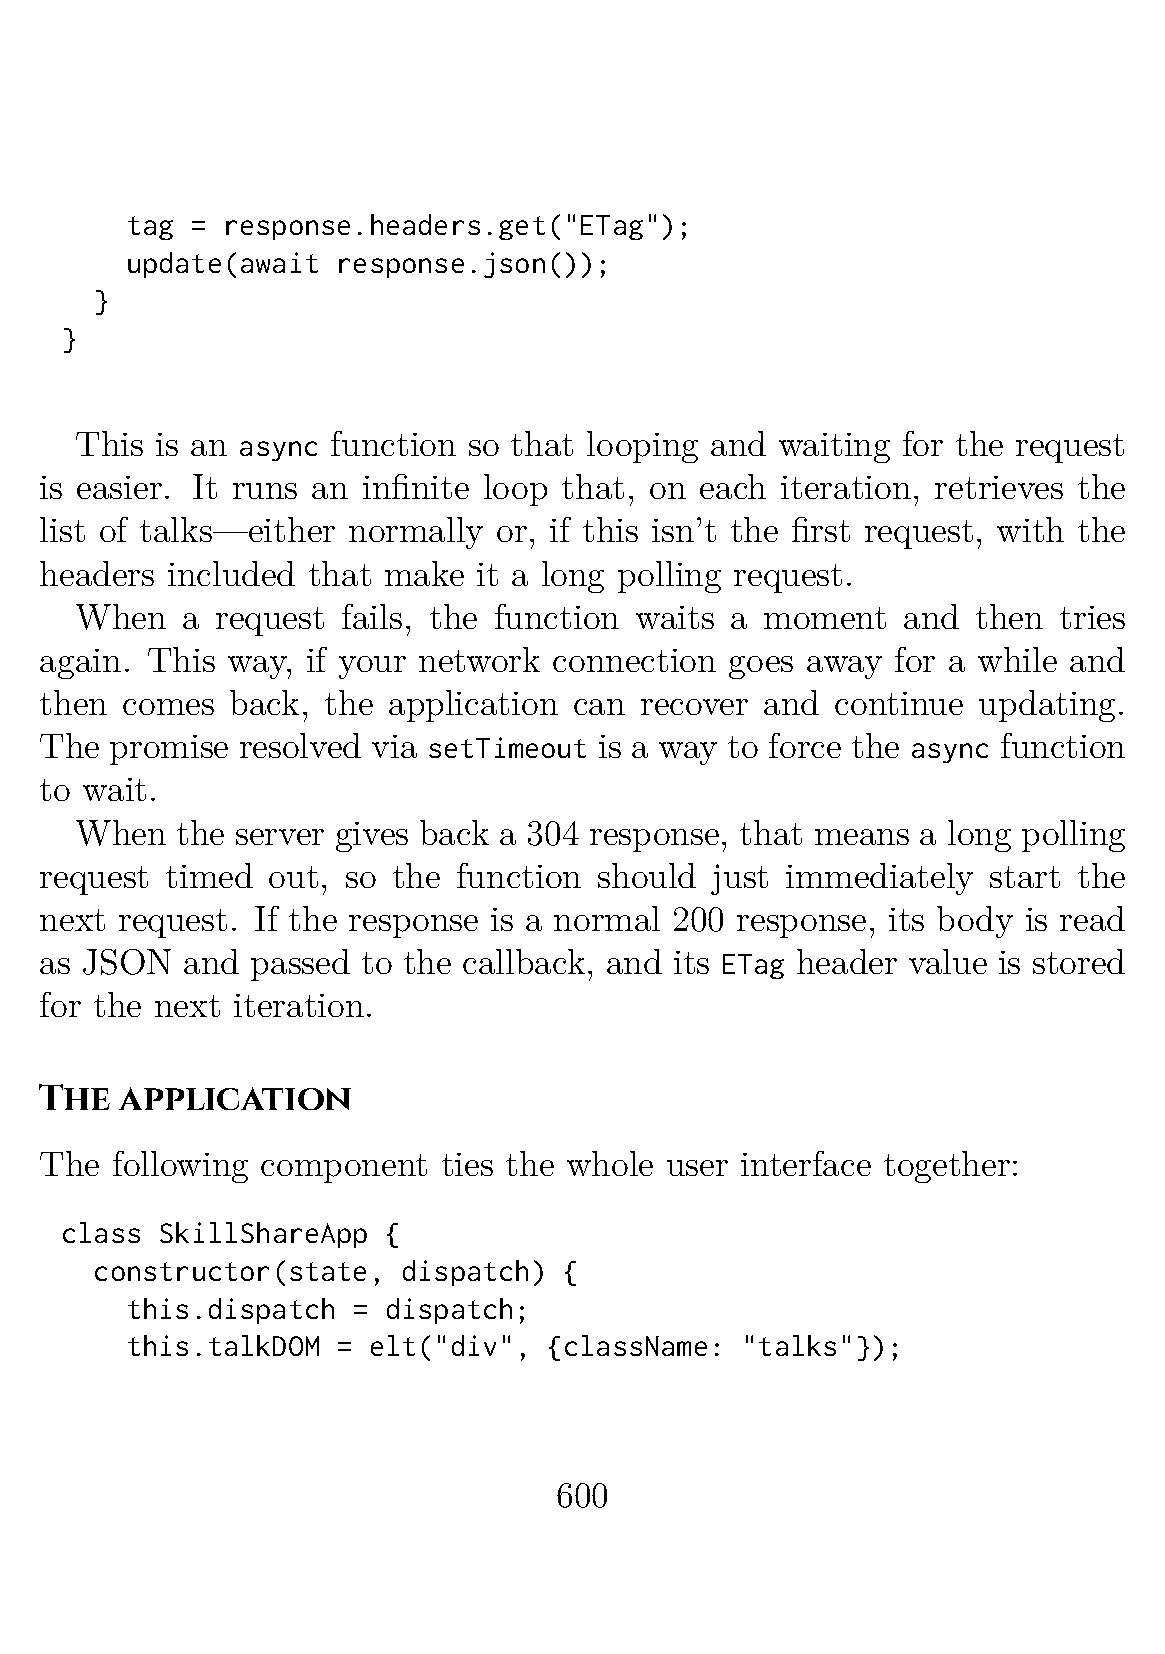 tag = response.headers.get("ETag");
update(await response.json());
}
}
This is an async function so that looping and waiting for the request
is easier. It runs an infinite loop that, on each iteration, retrieves the
list of talks—either normally or, if this isn't the first request, with the
headers included that make it a long polling request.
When a request fails, the function waits a moment and then tries
again. This way, if your network connection goes away for a while and
then comes back, the application can recover and continue updating.
The promise resolved via setTimeout is a way to force the async function
to wait.
When the server gives back a 304 response, that means a long polling
request timed out, so the function should just immediately start the
next request. If the response is a normal 200 response, its body is read
as JSON and passed to the callback, and its ETag header value is stored
for the next iteration.
The application
The following component ties the whole user interface together:
class SkillShareApp {
constructor(state, dispatch) {
this.dispatch = dispatch;
this.talkDOM = elt("div", {className: "talks"});
600